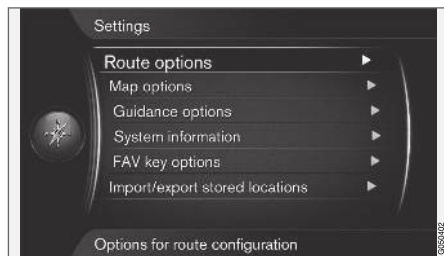 Settings
Route options
Map options
Guidance options
System information
FAV key options
Import/export stored locations
Options for route configuration
G050402